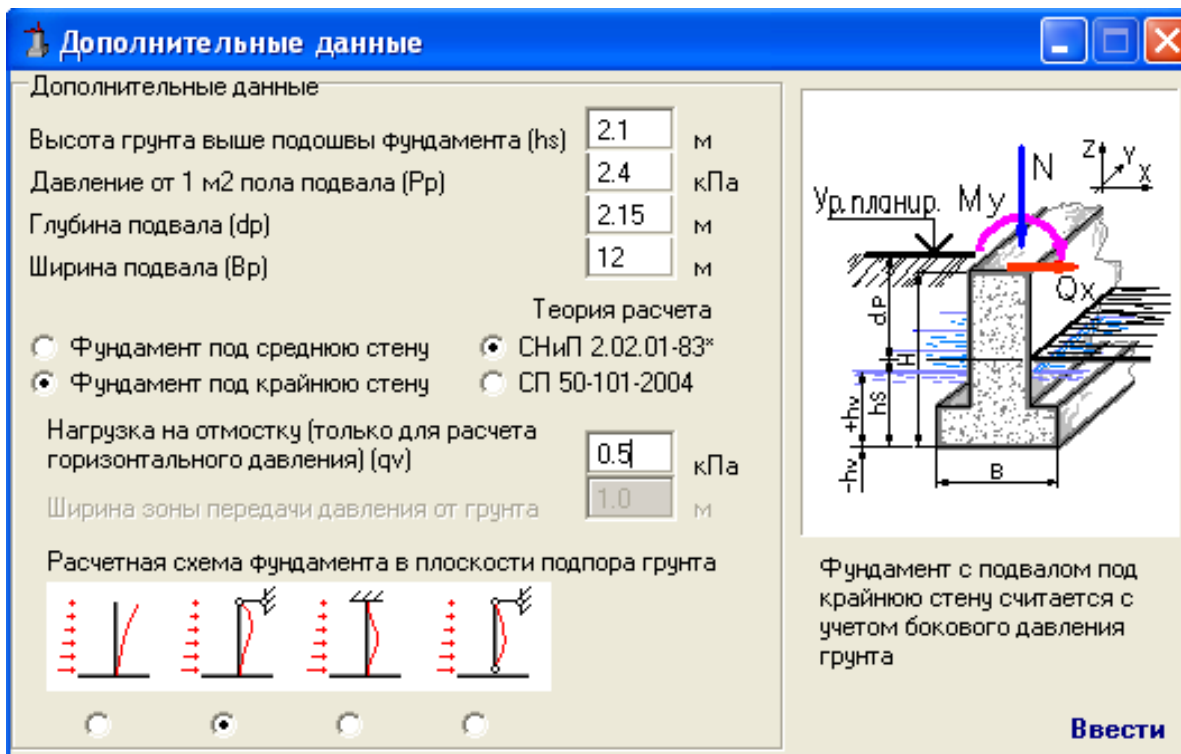 Дополнительные данные
Дополнительные данные
Высота грунта выше подошвы фундамента (hs) 2.1 м
Давление от 1 м2 пола подвала (Pp) 2.4 кПа
Глубина подвала (dp) 2.15 м
Ширина подвала (Bp) 12 м
Теория расчета
Фундамент под среднюю стену СНиП 2.02.01-83*
Фундамент под крайнюю стену СП 50-101-2004
Нагрузка на отмостку (только для расчета
горизонтального давления) (qv) 0.5 кПа
Ширина зоны передачи давления от грунта 1.0 м
Расчетная схема фундамента в плоскости подпора грунта
Z Y X
N
Ур. планир. My
Qx
dp
H
hs
+hv
-hv
B
Фундамент с подвалом под
крайнюю стену считается с
учетом бокового давления
грунта
Ввести